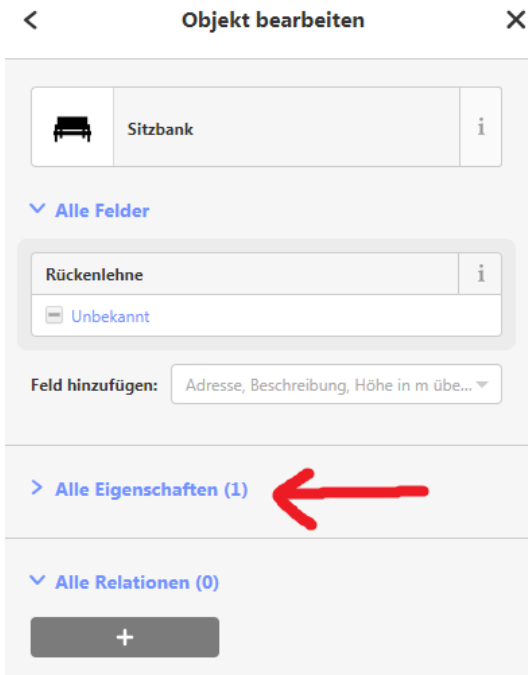 Objekt bearbeiten
Sitzbank
i
Alle Felder
Rückenlehne
i
Unbekannt
Feld hinzufügen:
Adresse, Beschreibung, Höhe in m übe...
Alle Eigenschaften (1)
Alle Relationen (0)
+